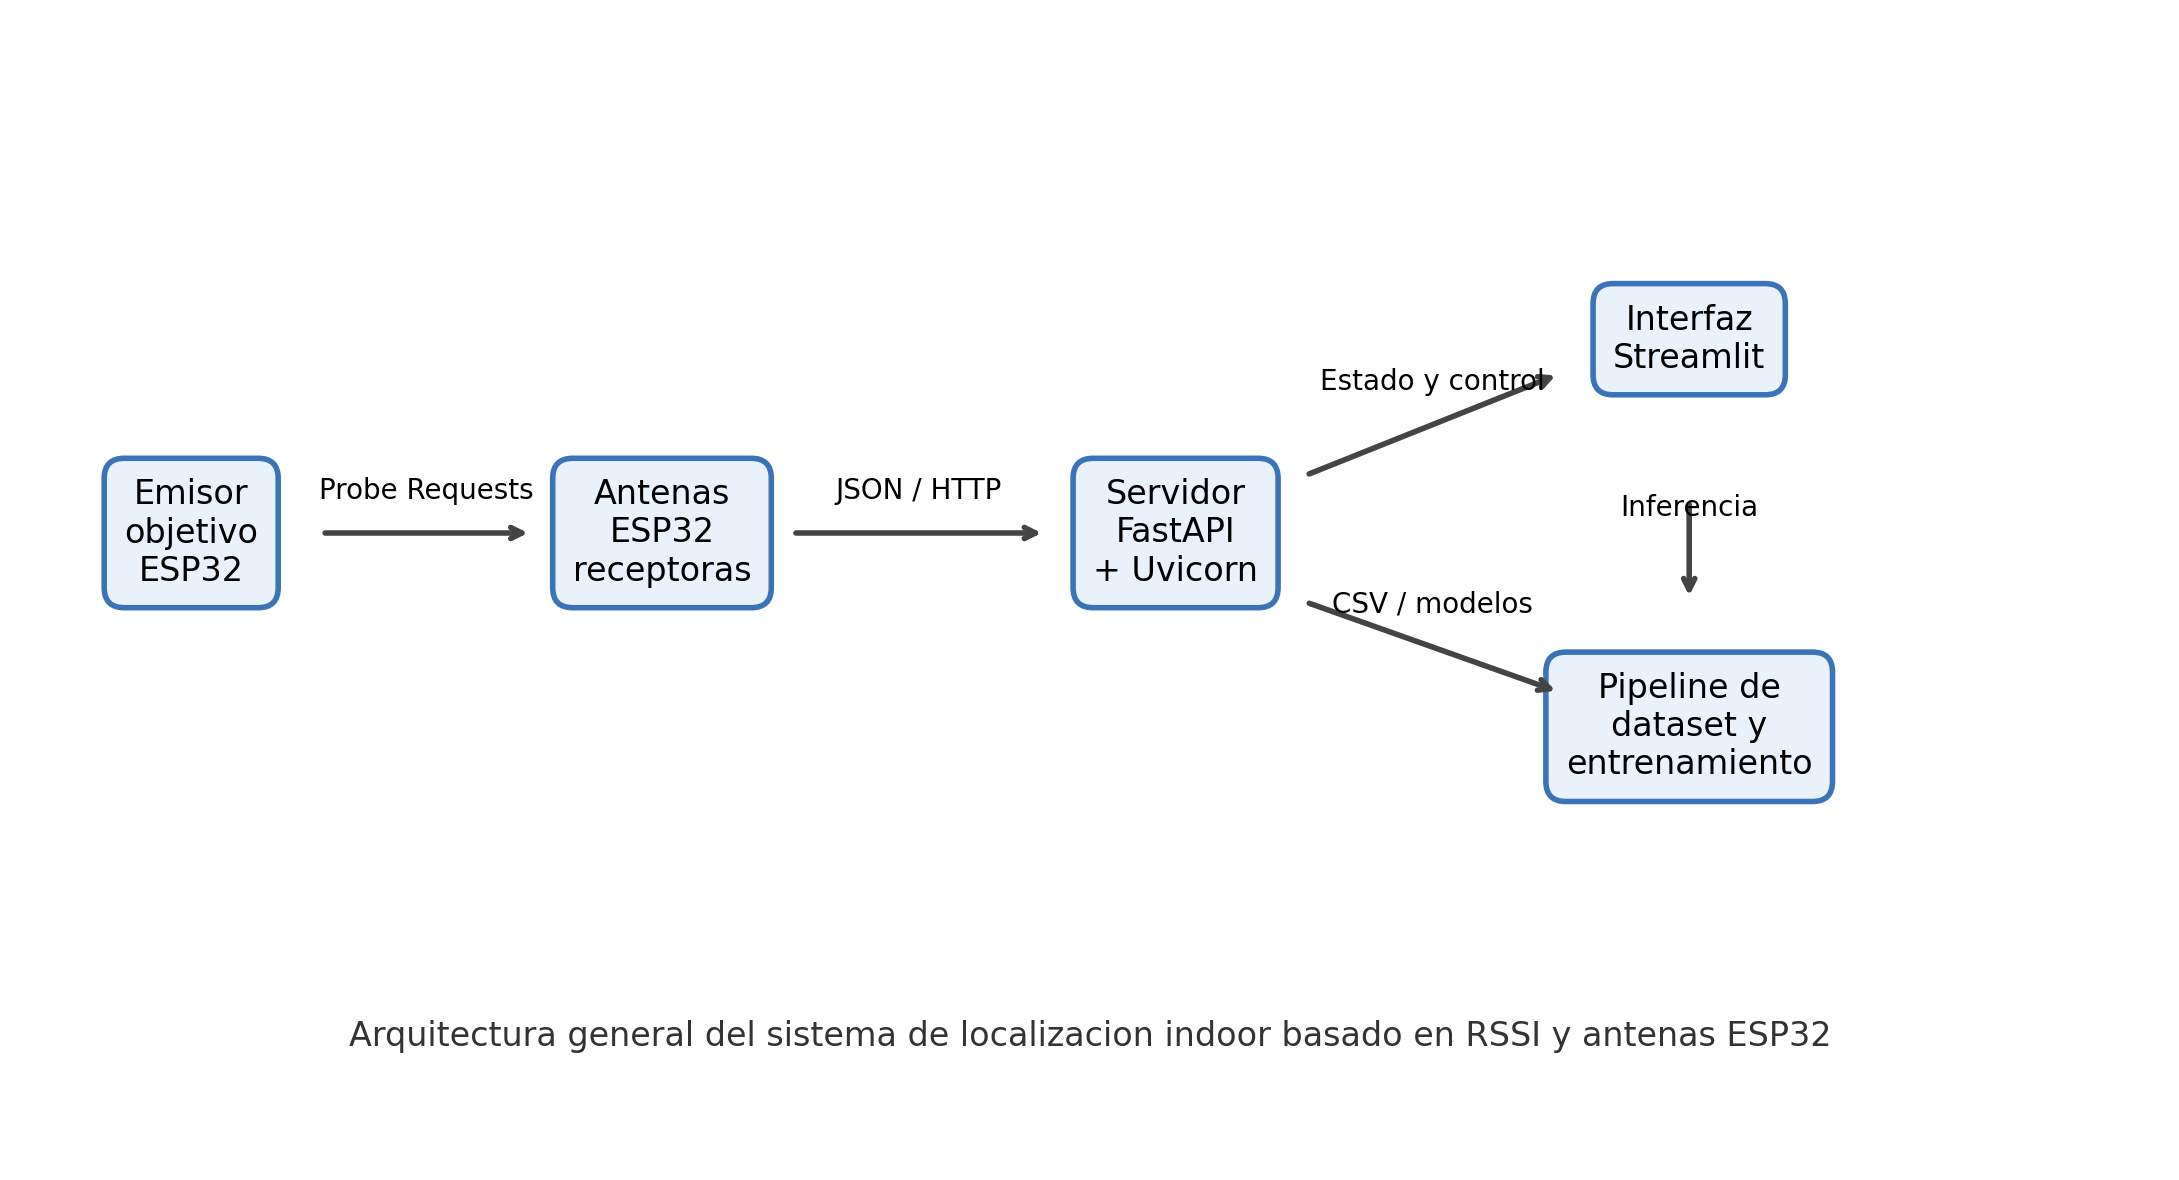 Emisor
objetivo
ESP32
Probe Requests
Antenas
ESP32
receptoras
JSON / HTTP
Servidor
FastAPI
+ Uvicorn
Estado y control
Interfaz
Streamlit
Inferencia
CSV / modelos
Pipeline de
dataset y
entrenamiento
Arquitectura general del sistema de localizacion indoor basado en RSSI y antenas ESP32